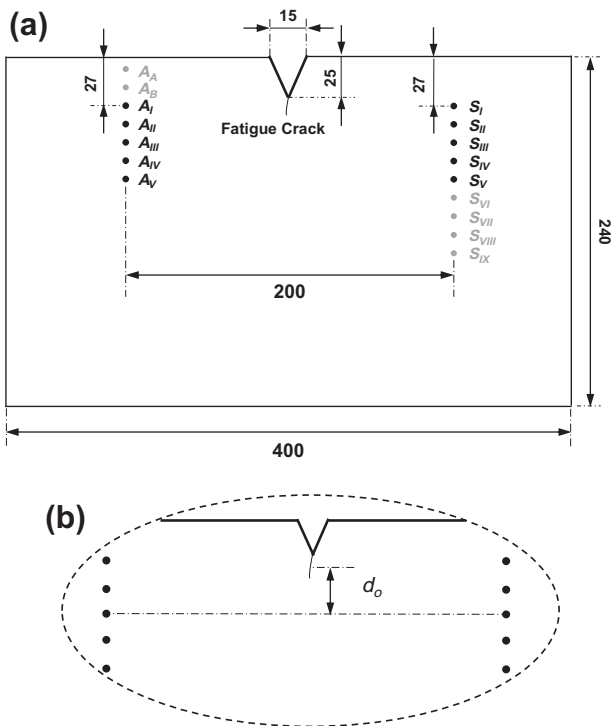 (a)
15
27
25
27
A_A
A_B
A_I
A_II
A_III
A_IV
A_V
Fatigue Crack
S_I
S_II
S_III
S_IV
S_V
S_VI
S_VII
S_VIII
S_IX
240
200
400
(b)
d_o